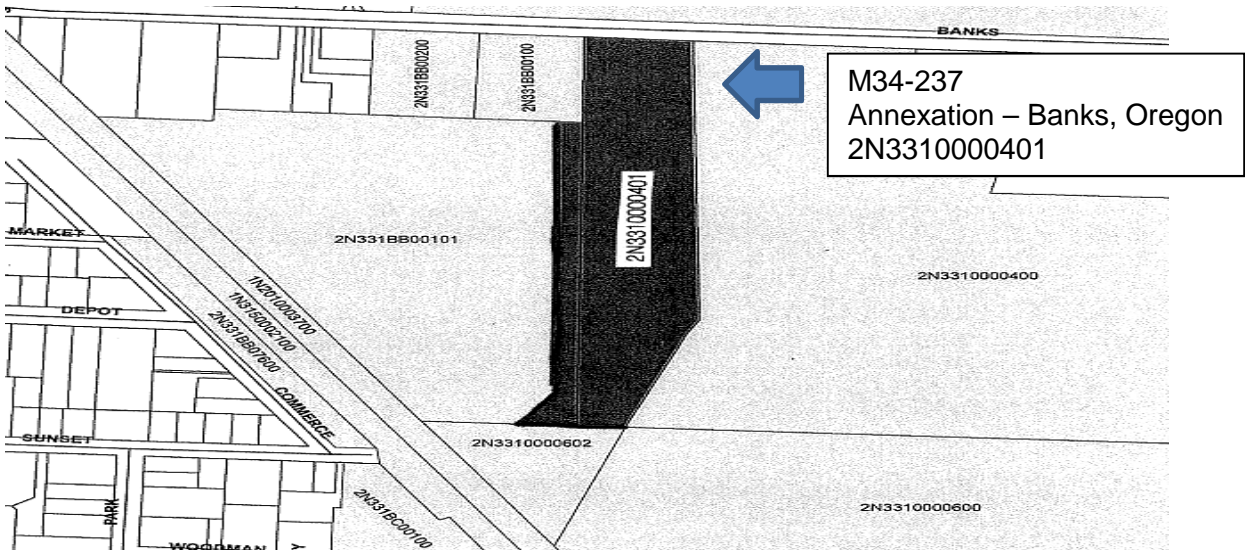 BANKS
M34-237
Annexation – Banks, Oregon
2N3310000401
2N331BB00200
2N331BB00100
2N3310000401
MARKET
2N331BB00101
2N3310000400
1N2010003700
1N3150002100
2N331BB07600
DEPOT
COMMERCE
SUNSET
2N3310000602
2N331BC00100
2N3310000600
PARK
WOODMAN
Y